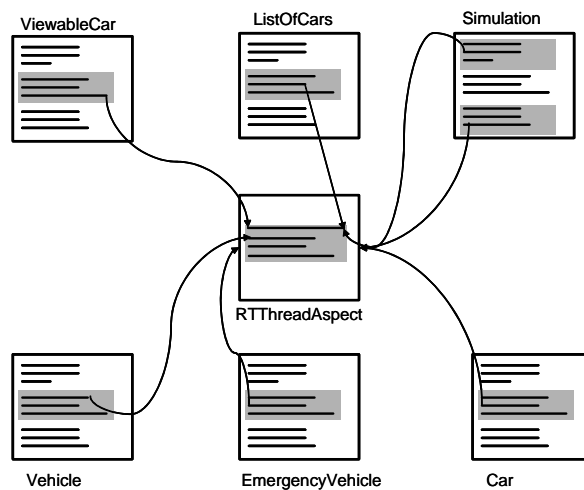 ViewableCar
ListOfCars
Simulation
RTThreadAspect
Vehicle
EmergencyVehicle
Car